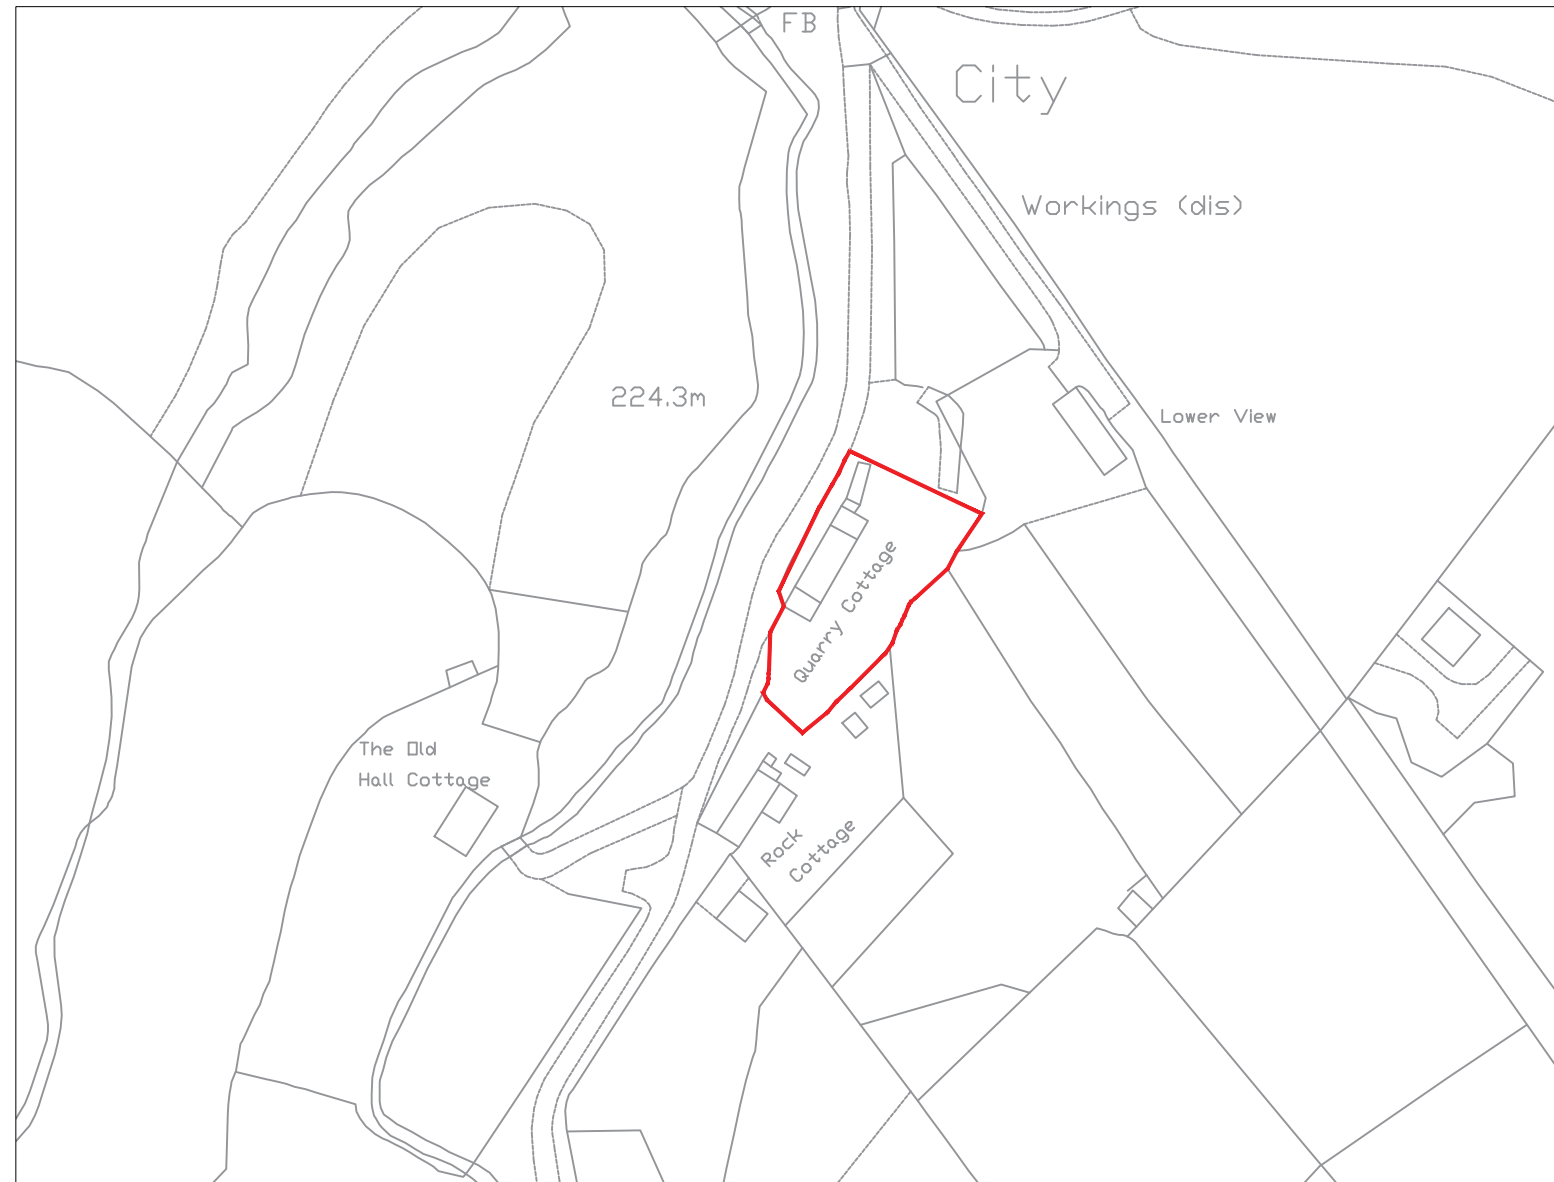 FB
City
Workings (dis)
224.3m
Lower View
Quarry Cottage
The Old
Hall Cottage
Rock
Cottage